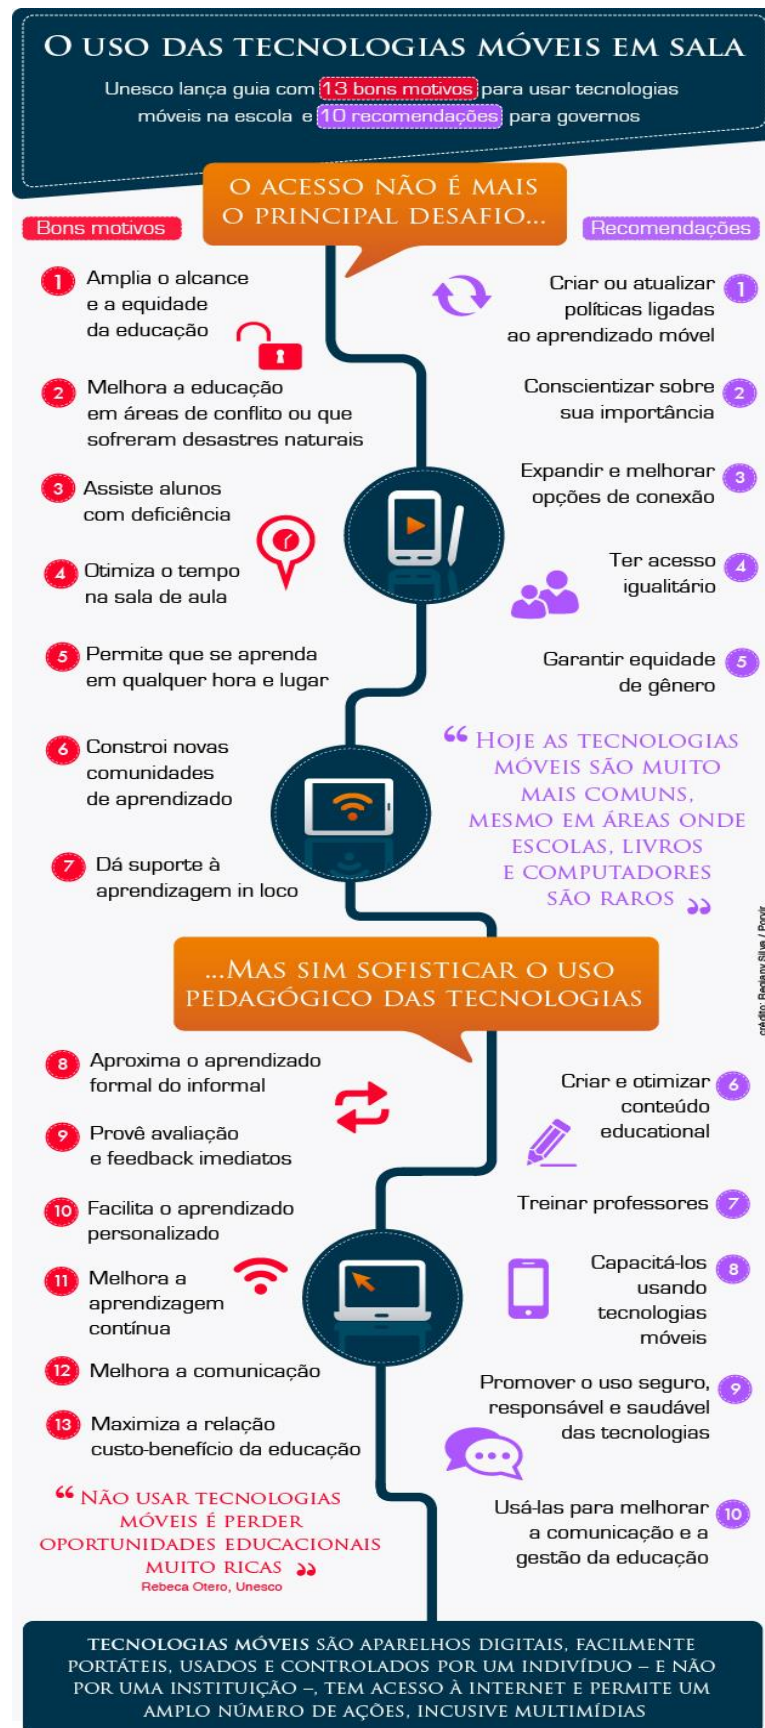 O USO DAS TECNOLOGIAS MÓVEIS EM SALA
Unesco lança guia com 13 bons motivos para usar tecnologias
móveis na escola e 10 recomendações para governos
O ACESSO NÃO É MAIS
O PRINCIPAL DESAFIO...
Bons motivos
1 Amplia o alcance
e a equidade
da educação
2 Melhora a educação
em áreas de conflito ou que
sofreram desastres naturais
3 Assiste alunos
com deficiência
4 Otimiza o tempo
na sala de aula
5 Permite que se aprenda
em qualquer hora e lugar
6 Constroi novas
comunidades
de aprendizado
7 Dá suporte à
aprendizagem in loco
Recomendações
Criar ou atualizar 1
políticas ligadas
ao aprendizado móvel
Conscientizar sobre 2
sua importância
Expandir e melhorar 3
opções de conexão
Ter acesso 4
igualitário
Garantir equidade 5
de gênero
“ HOJE AS TECNOLOGIAS
MÓVEIS SÃO MUITO
MAIS COMUNS,
MESMO EM ÁREAS ONDE
ESCOLAS, LIVROS
E COMPUTADORES
SÃO RAROS ”
crédito: Regiany Silva / Porvir
...MAS SIM SOFISTICAR O USO
PEDAGÓGICO DAS TECNOLOGIAS
8 Aproxima o aprendizado
formal do informal
9 Provê avaliação
e feedback imediatos
10 Facilita o aprendizado
personalizado
11 Melhora a
aprendizagem
contínua
12 Melhora a comunicação
13 Maximiza a relação
custo-benefício da educação
“ NÃO USAR TECNOLOGIAS
MÓVEIS É PERDER
OPORTUNIDADES EDUCACIONAIS
MUITO RICAS ”
Rebeca Otero, Unesco
Criar e otimizar 6
conteúdo
educational
Treinar professores 7
Capacitá-los 8
usando
tecnologias
móveis
Promover o uso seguro, 9
responsável e saudável
das tecnologias
Usá-las para melhorar 10
a comunicação e a
gestão da educação
TECNOLOGIAS MÓVEIS SÃO APARELHOS DIGITAIS, FACILMENTE
PORTÁTEIS, USADOS E CONTROLADOS POR UM INDIVÍDUO – E NÃO
POR UMA INSTITUIÇÃO –, TEM ACESSO À INTERNET E PERMITE UM
AMPLO NÚMERO DE AÇÕES, INCUSIVE MULTIMÍDIAS